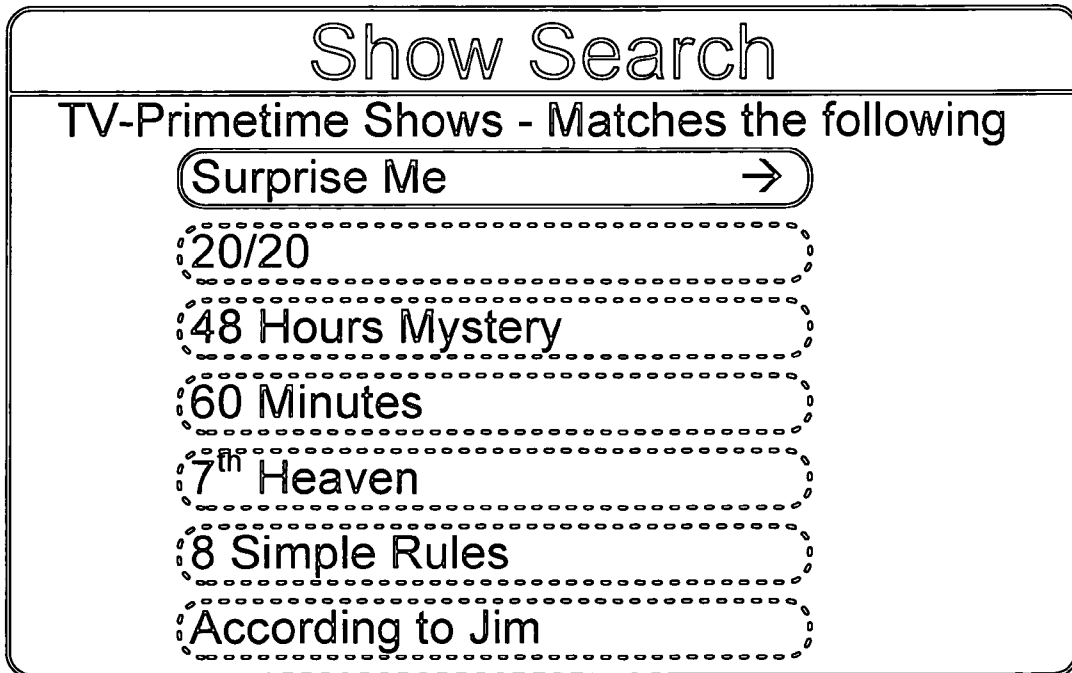 Show Search
TV-Primetime Shows - Matches the following
Surprise Me →
20/20
48 Hours Mystery
60 Minutes
7th Heaven
8 Simple Rules
According to Jim